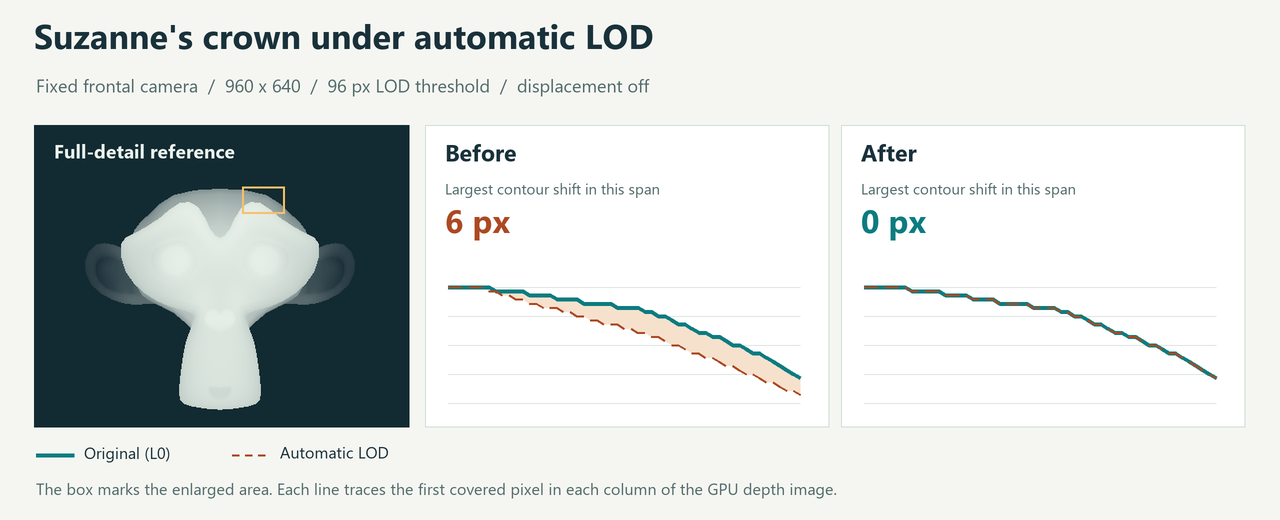 Suzanne's crown under automatic LOD
Fixed frontal camera / 960 x 640 / 96 px LOD threshold / displacement off
Full-detail reference
Before
Largest contour shift in this span
6 px
After
Largest contour shift in this span
0 px
Original (L0)
Automatic LOD
The box marks the enlarged area. Each line traces the first covered pixel in each column of the GPU depth image.